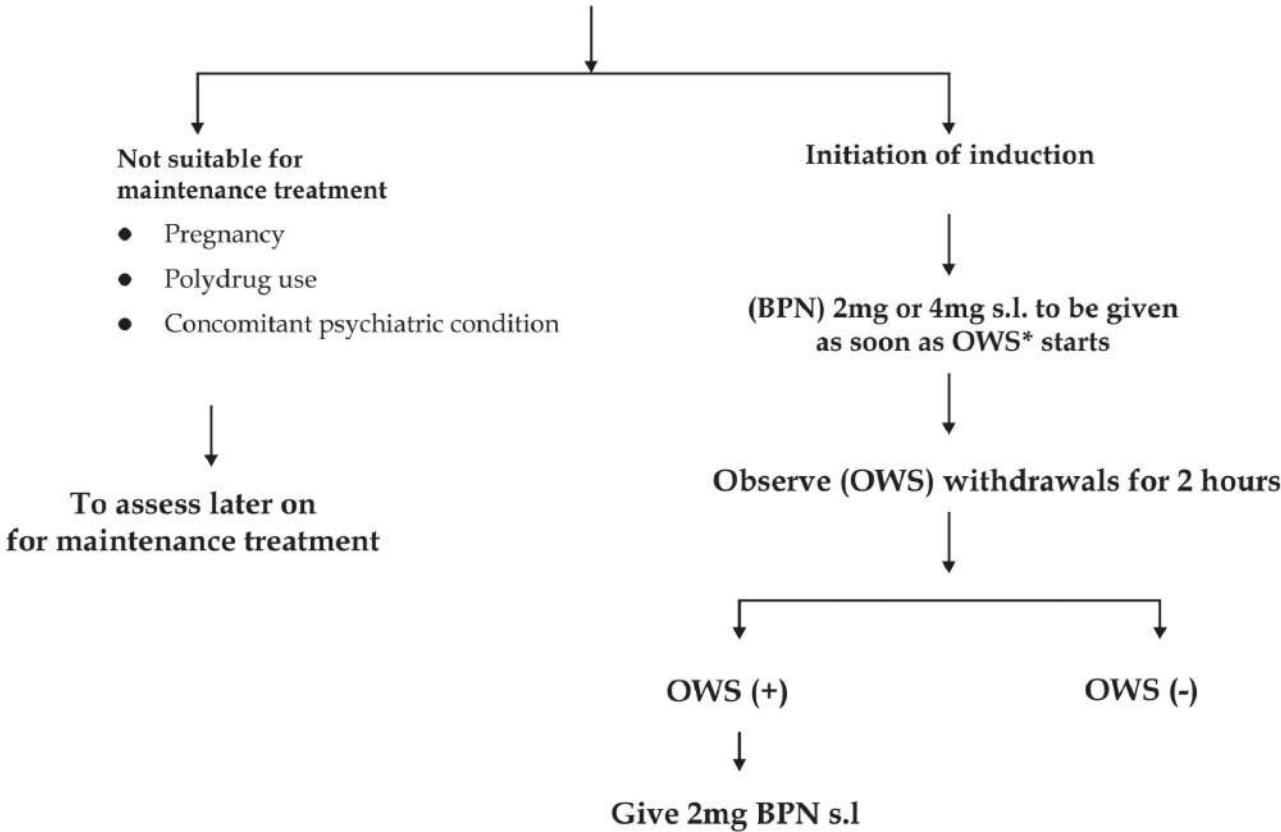 Not suitable for
maintenance treatment
● Pregnancy
● Polydrug use
● Concomitant psychiatric condition
To assess later on
for maintenance treatment
Initiation of induction
(BPN) 2mg or 4mg s.l. to be given
as soon as OWS* starts
Observe (OWS) withdrawals for 2 hours
OWS (+)
OWS (-)
Give 2mg BPN s.l